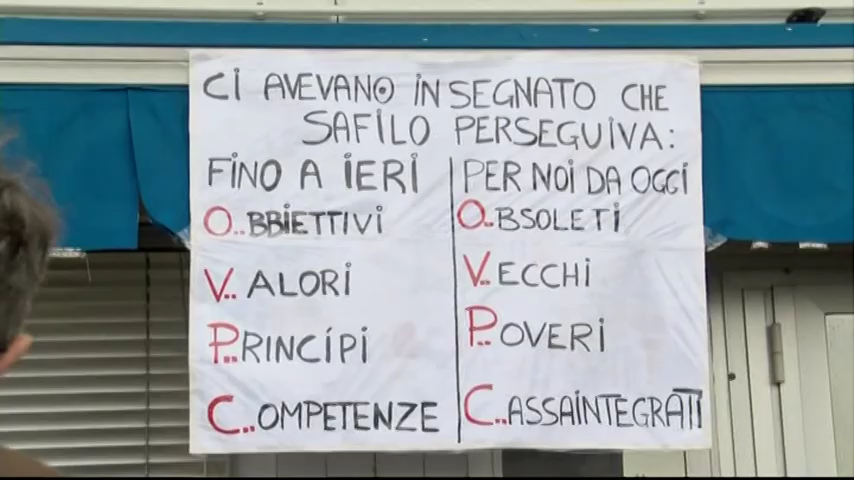 CI AVEVANO INSEGNATO CHE
SAFILO PERSEGUIVA:
FINO A IERI
O..BBIETTIVI
V..ALORI
P..RINCÍPI
C..OMPETENZE
PER NOI DA OGGI
O..BSOLETI
V..ECCHI
P..OVERI
C..ASSAINTEGRATI